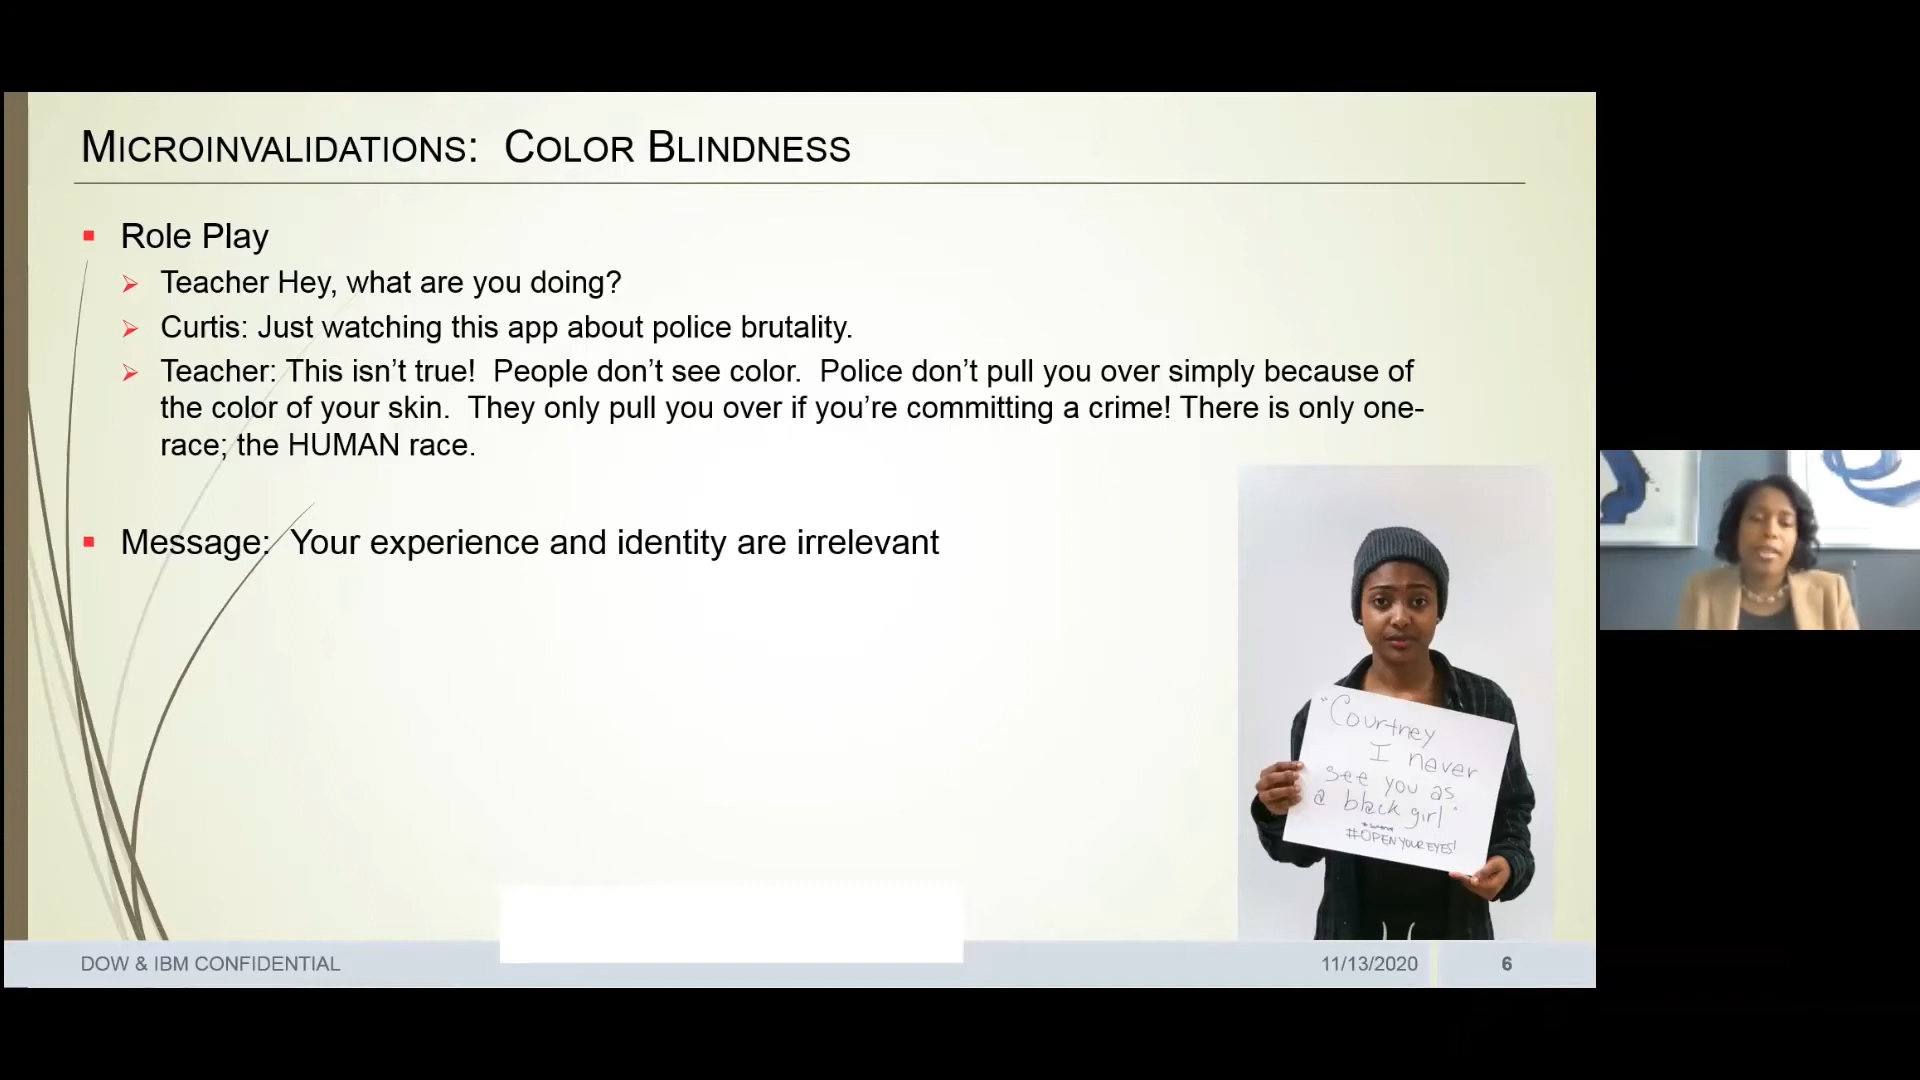 MICROINVALIDATIONS: COLOR BLINDNESS
Role Play
Teacher Hey, what are you doing?
Curtis: Just watching this app about police brutality.
Teacher: This isn’t true! People don’t see color. Police don’t pull you over simply because of
the color of your skin. They only pull you over if you’re committing a crime! There is only one-
race; the HUMAN race.
Message: Your experience and identity are irrelevant
"Courtney
I never
see you as
a black girl"
#OPENYOUREYES!
DOW & IBM CONFIDENTIAL
11/13/2020
6